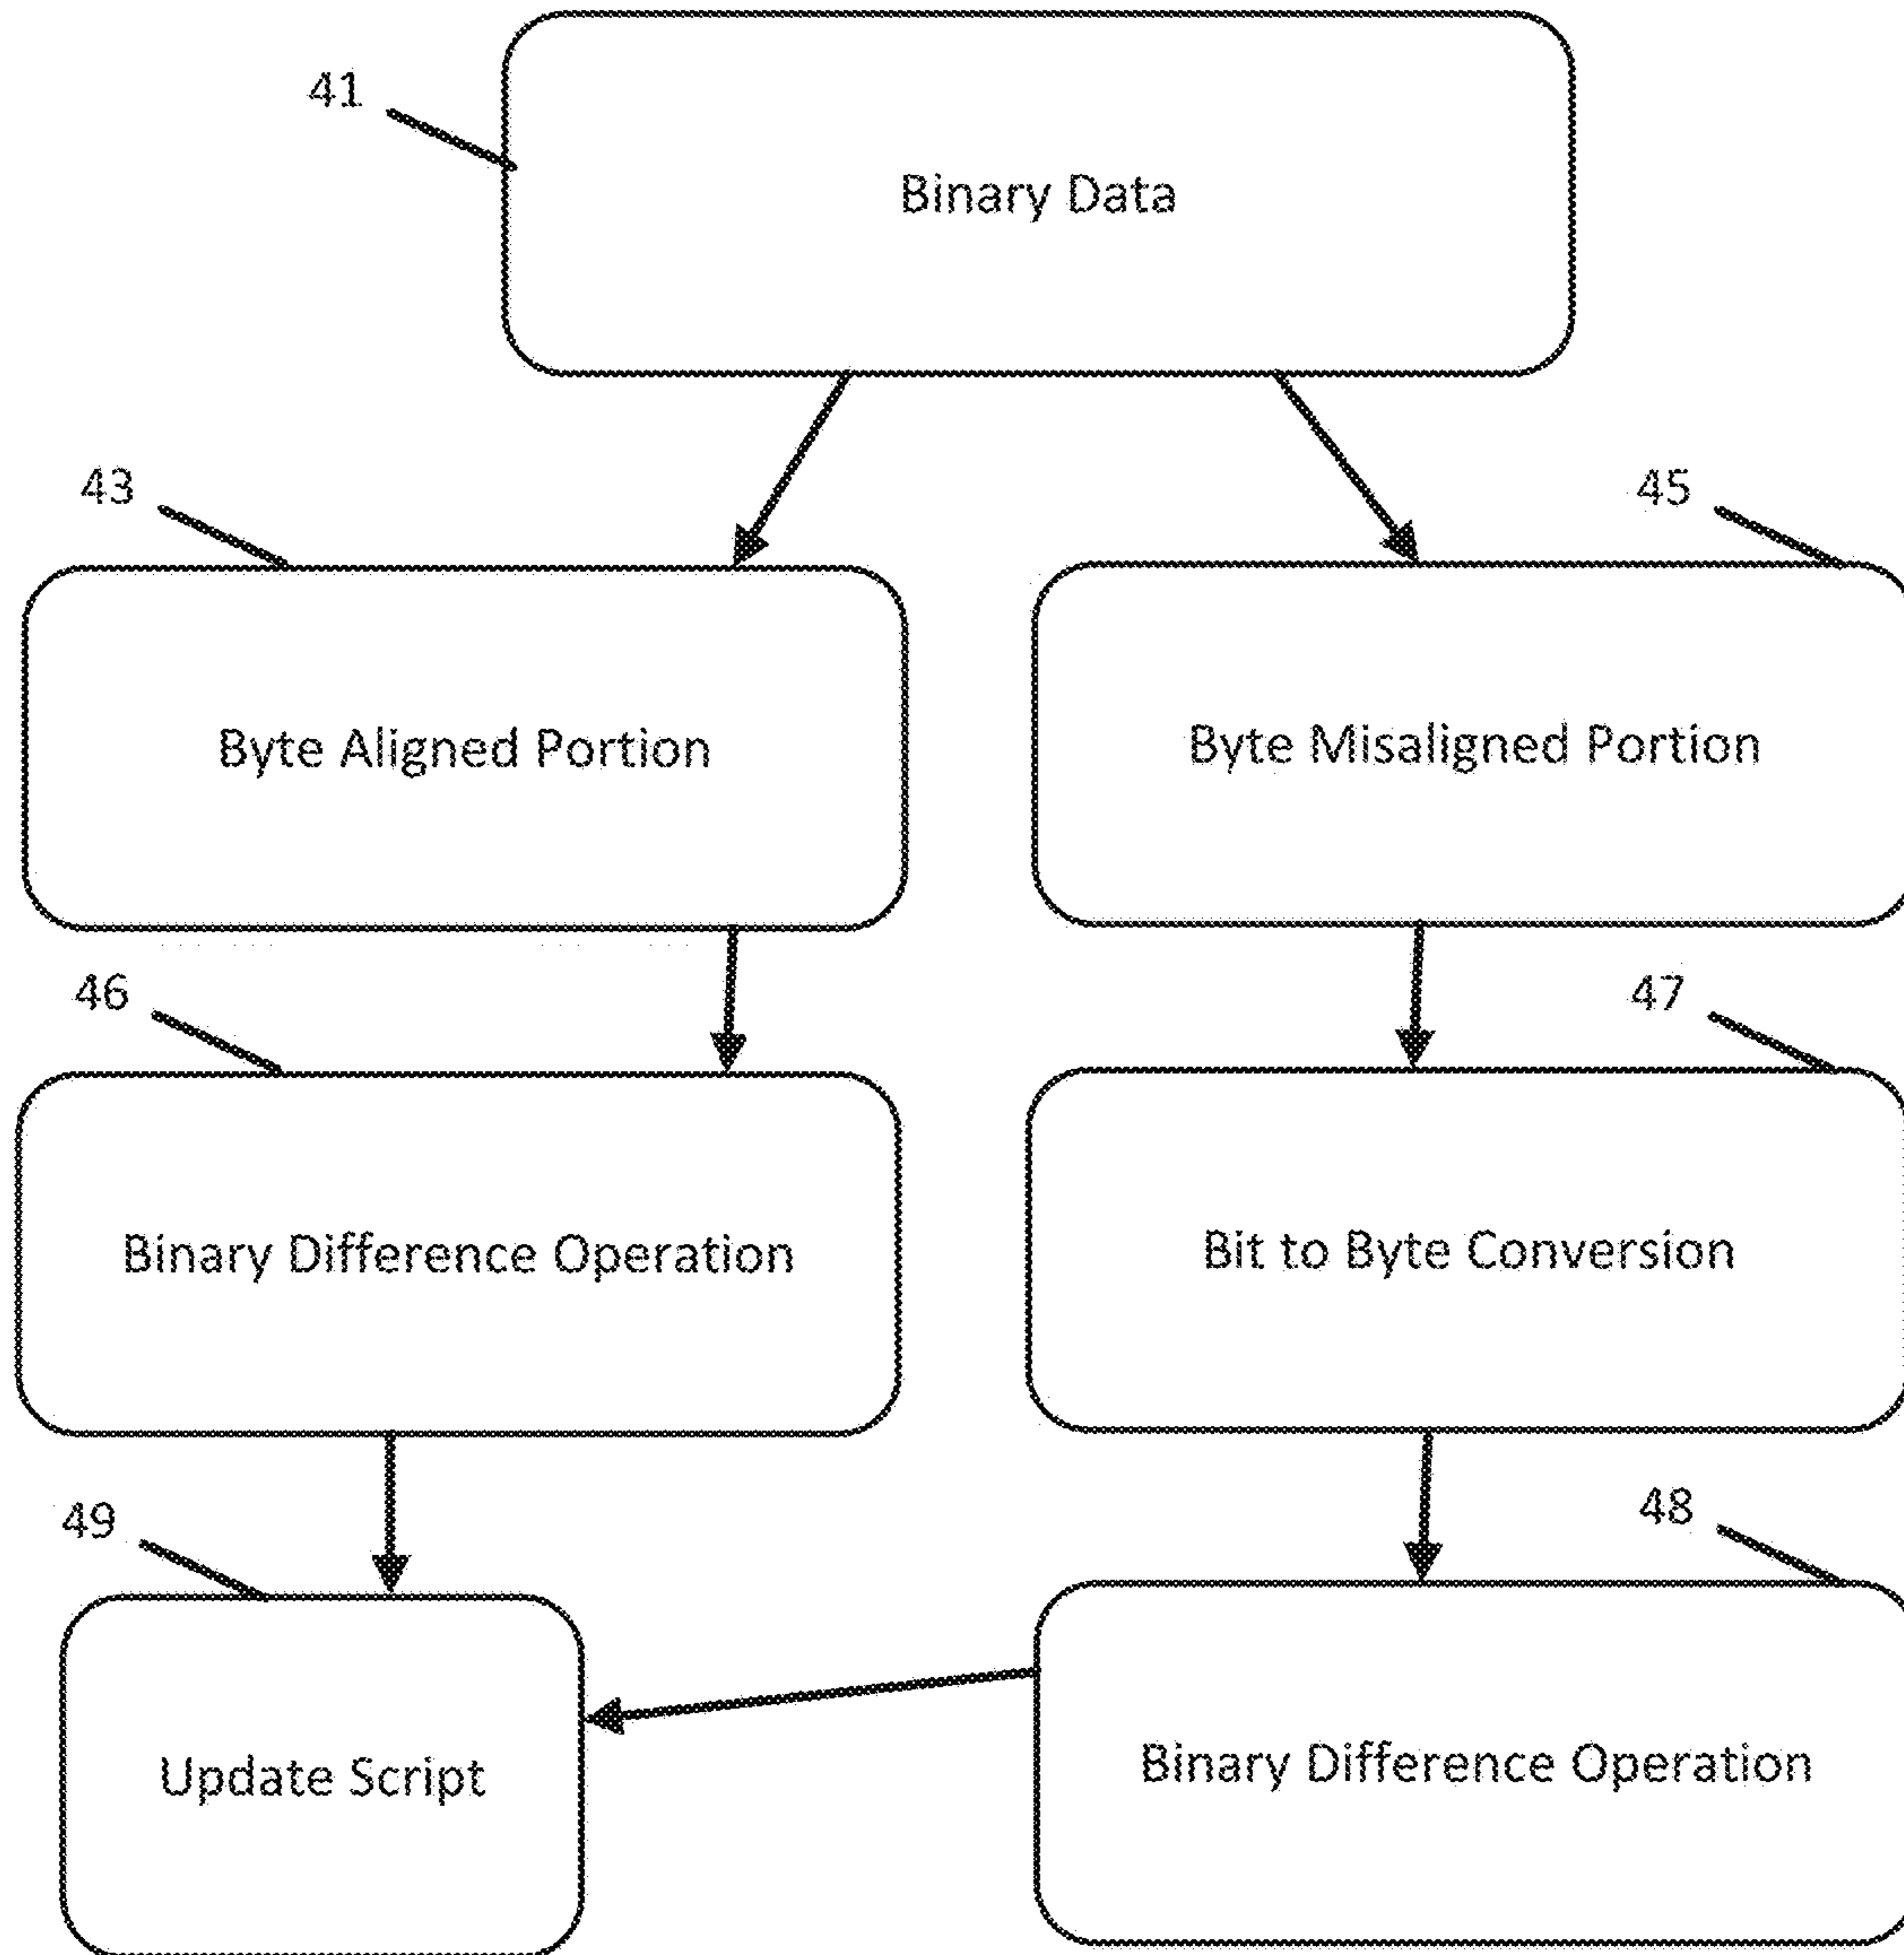 41
Binary Data
43
45
Byte Aligned Portion
Byte Misaligned Portion
46
47
Binary Difference Operation
Bit to Byte Conversion
49
48
Update Script
Binary Difference Operation